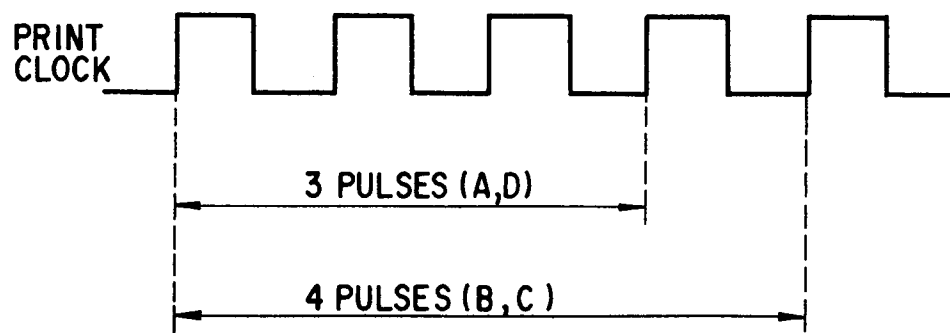 PRINT
CLOCK
3 PULSES (A,D)
4 PULSES (B,C)